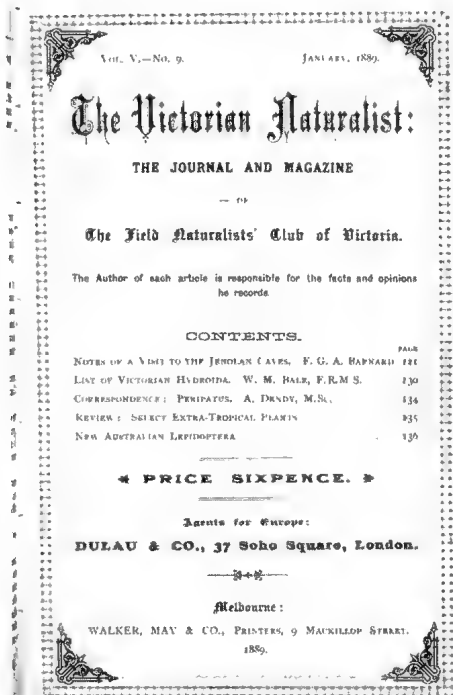 VOL. V.—NO. 9. JANUARY, 1889.
The Victorian Naturalist:
THE JOURNAL AND MAGAZINE
— OF
The Field Naturalists' Club of Victoria.
The Author of each article is responsible for the facts and opinions
he records.
CONTENTS.
PAGE
NOTES OF A VISIT TO THE JENOLAN CAVES. F. G. A. BARNARD 121
LIST OF VICTORIAN HYDROIDA. W. M. BALE, F.R.M S. 130
CORRESPONDENCE: PERIPATUS. A. DENDY, M.Sc. 134
REVIEW: SELECT EXTRA-TROPICAL PLANTS 135
NEW AUSTRALIAN LEPIDOPTERA 136
PRICE SIXPENCE.
Agents for Europe:
DULAU & CO., 37 Soho Square, London.
Melbourne:
WALKER, MAY & CO., PRINTERS, 9 MACKILLOP STREET.
1889.